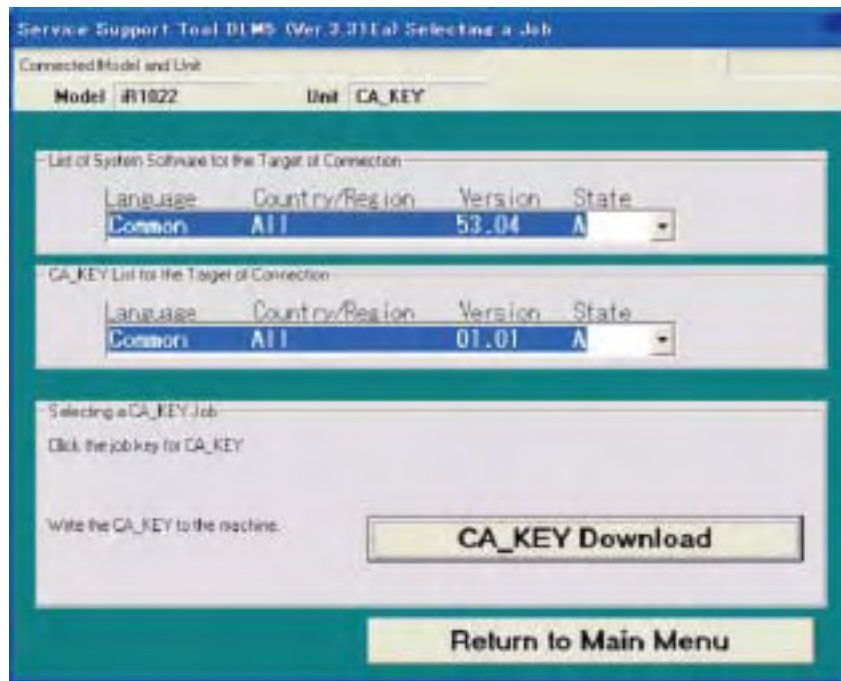 Service Support Tool DLM5 (Ver 3.31Ea) Selecting a Job
Connected Model and Unit
Model iR1022 Unit CA_KEY
List of System Software for the Target of Connection
Language Country/Region Version State
Common All 53.04 A
CA_KEY List for the Target of Connection
Language Country/Region Version State
Common All 01.01 A
Selecting a CA_KEY Job
Click the job key for CA_KEY
Write the CA_KEY to the machine.
CA_KEY Download
Return to Main Menu